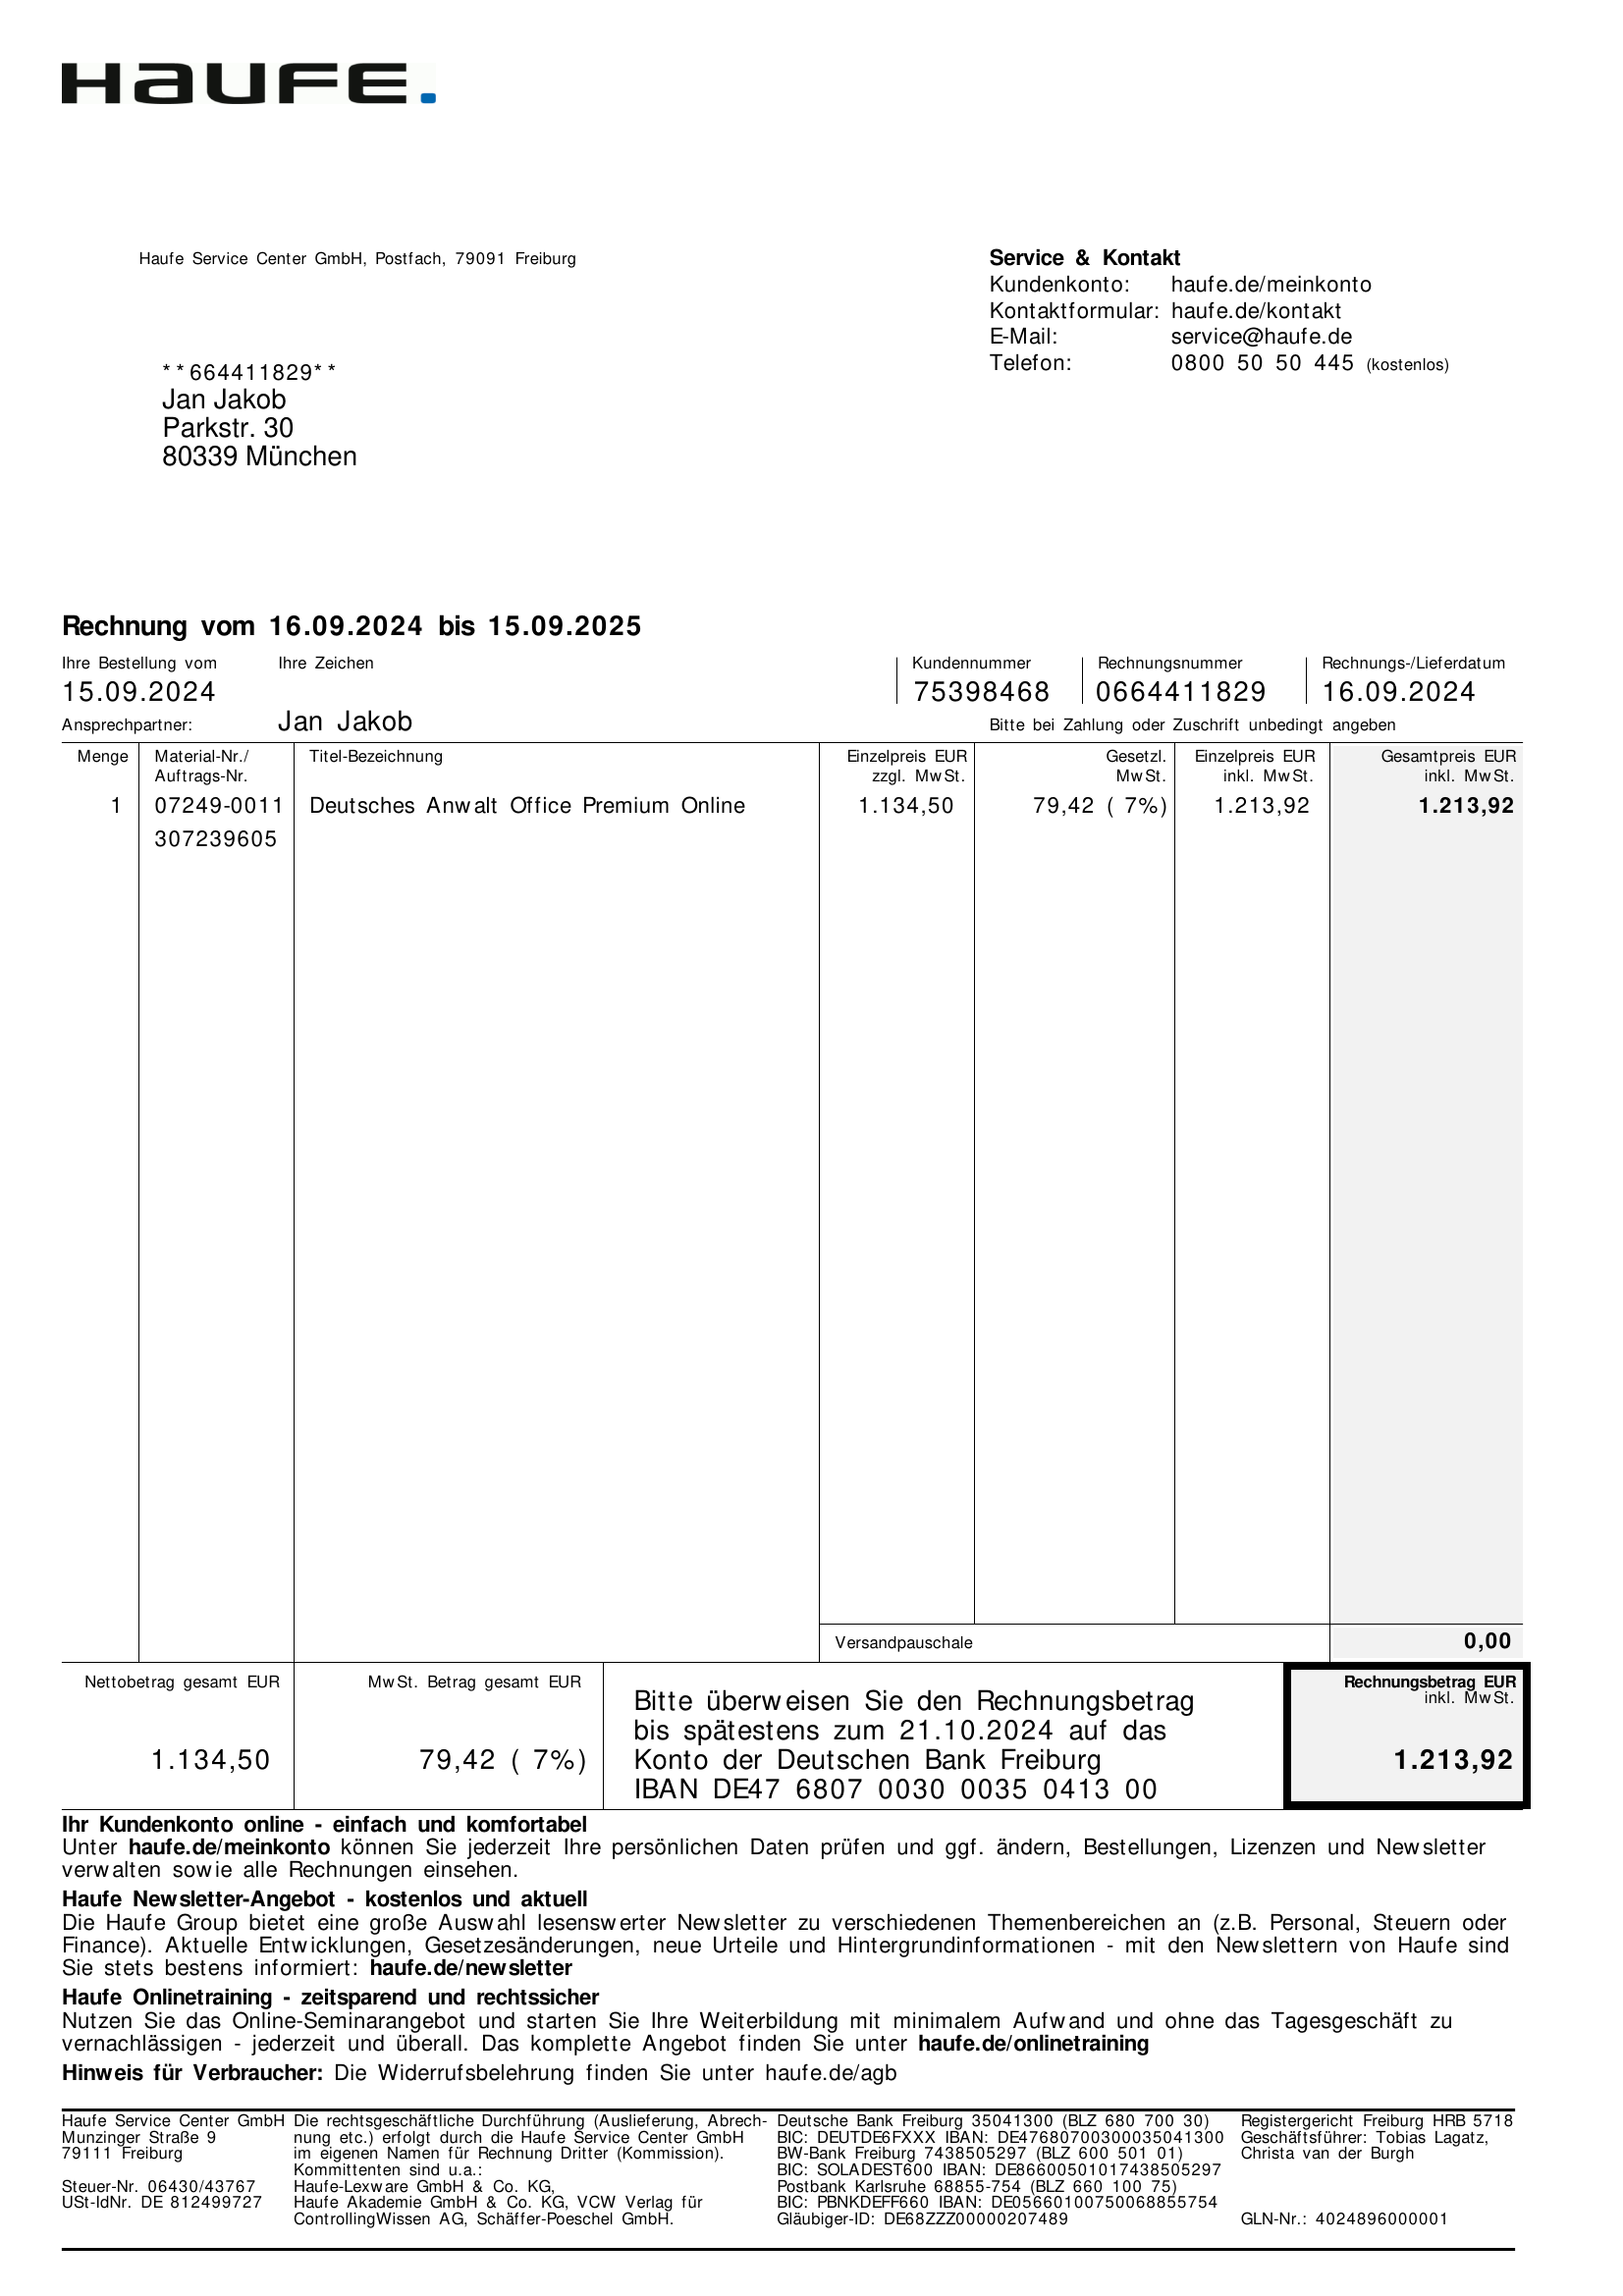 HAUFE.
Haufe Service Center GmbH, Postfach, 79091 Freiburg
Service & Kontakt
Kundenkonto: haufe.de/meinkonto
Kontaktformular: haufe.de/kontakt
E-Mail: service@haufe.de
Telefon: 0800 50 50 445 (kostenlos)
**664411829**
Jan Jakob
Parkstr. 30
80339 München
Rechnung vom 16.09.2024 bis 15.09.2025
Ihre Bestellung vom Ihre Zeichen Kundennummer Rechnungsnummer Rechnungs-/Lieferdatum
15.09.2024 75398468 0664411829 16.09.2024
Ansprechpartner: Jan Jakob Bitte bei Zahlung oder Zuschrift unbedingt angeben
Menge Material-Nr./ Titel-Bezeichnung Einzelpreis EUR Gesetzl. Einzelpreis EUR Gesamtpreis EUR
Auftrags-Nr. zzgl. MwSt. MwSt. inkl. MwSt. inkl. MwSt.
1 07249-0011 Deutsches Anwalt Office Premium Online 1.134,50 79,42 ( 7%) 1.213,92 1.213,92
307239605
Versandpauschale 0,00
Nettobetrag gesamt EUR MwSt. Betrag gesamt EUR Rechnungsbetrag EUR
inkl. MwSt.
Bitte überweisen Sie den Rechnungsbetrag
bis spätestens zum 21.10.2024 auf das
1.134,50 79,42 ( 7%) Konto der Deutschen Bank Freiburg 1.213,92
IBAN DE47 6807 0030 0035 0413 00
Ihr Kundenkonto online - einfach und komfortabel
Unter haufe.de/meinkonto können Sie jederzeit Ihre persönlichen Daten prüfen und ggf. ändern, Bestellungen, Lizenzen und Newsletter
verwalten sowie alle Rechnungen einsehen.
Haufe Newsletter-Angebot - kostenlos und aktuell
Die Haufe Group bietet eine große Auswahl lesenswerter Newsletter zu verschiedenen Themenbereichen an (z.B. Personal, Steuern oder
Finance). Aktuelle Entwicklungen, Gesetzesänderungen, neue Urteile und Hintergrundinformationen - mit den Newslettern von Haufe sind
Sie stets bestens informiert: haufe.de/newsletter
Haufe Onlinetraining - zeitsparend und rechtssicher
Nutzen Sie das Online-Seminarangebot und starten Sie Ihre Weiterbildung mit minimalem Aufwand und ohne das Tagesgeschäft zu
vernachlässigen - jederzeit und überall. Das komplette Angebot finden Sie unter haufe.de/onlinetraining
Hinweis für Verbraucher: Die Widerrufsbelehrung finden Sie unter haufe.de/agb
Haufe Service Center GmbH
Munzinger Straße 9
79111 Freiburg
Steuer-Nr. 06430/43767
USt-IdNr. DE 812499727
Die rechtsgeschäftliche Durchführung (Auslieferung, Abrech-
nung etc.) erfolgt durch die Haufe Service Center GmbH
im eigenen Namen für Rechnung Dritter (Kommission).
Kommittenten sind u.a.:
Haufe-Lexware GmbH & Co. KG,
Haufe Akademie GmbH & Co. KG, VCW Verlag für
ControllingWissen AG, Schäffer-Poeschel GmbH.
Deutsche Bank Freiburg 35041300 (BLZ 680 700 30)
BIC: DEUTDE6FXXX IBAN: DE47680700300035041300
BW-Bank Freiburg 7438505297 (BLZ 600 501 01)
BIC: SOLADEST600 IBAN: DE86600501017438505297
Postbank Karlsruhe 68855-754 (BLZ 660 100 75)
BIC: PBNKDEFF660 IBAN: DE05660100750068855754
Gläubiger-ID: DE68ZZZ00000207489
Registergericht Freiburg HRB 5718
Geschäftsführer: Tobias Lagatz,
Christa van der Burgh
GLN-Nr.: 4024896000001